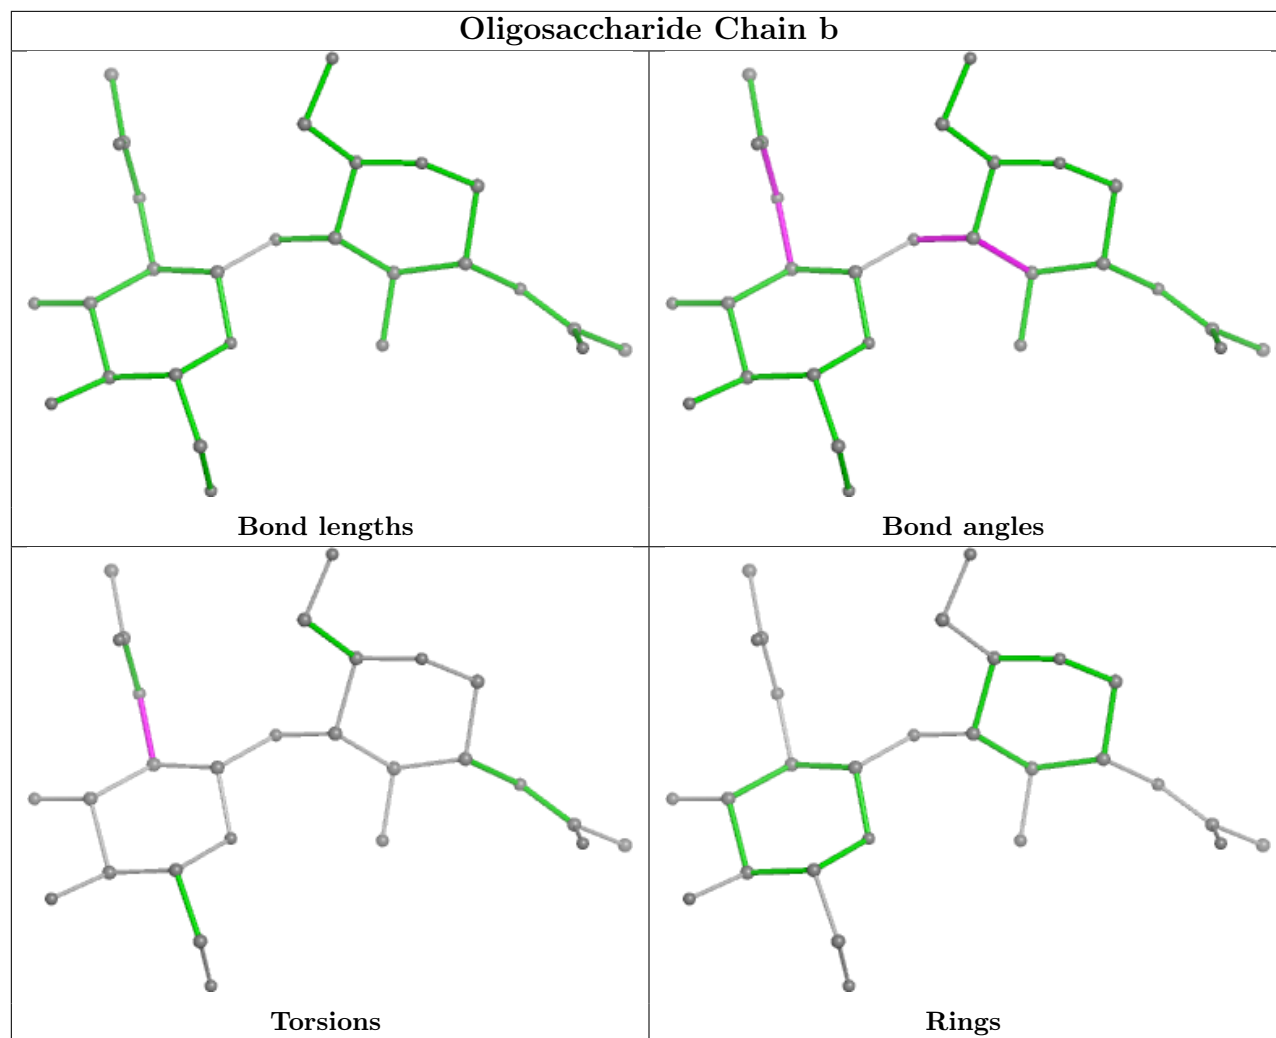 Oligosaccharide Chain b
Bond lengths
Bond angles
Torsions
Rings